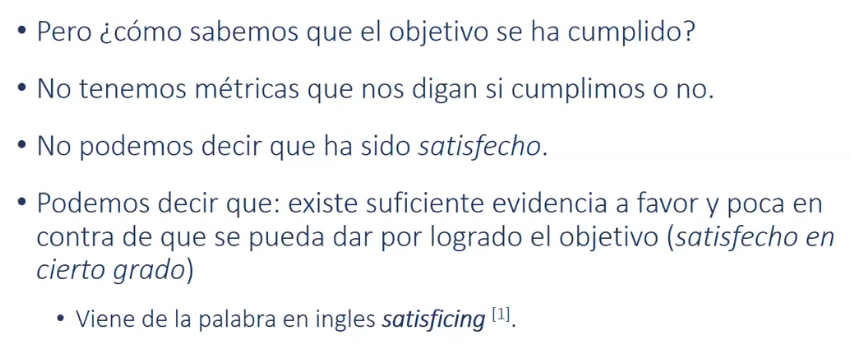 • Pero ¿cómo sabemos que el objetivo se ha cumplido?
• No tenemos métricas que nos digan si cumplimos o no.
• No podemos decir que ha sido satisfecho.
• Podemos decir que: existe suficiente evidencia a favor y poca en
contra de que se pueda dar por logrado el objetivo (satisfecho en
cierto grado)
• Viene de la palabra en ingles satisficing [1].